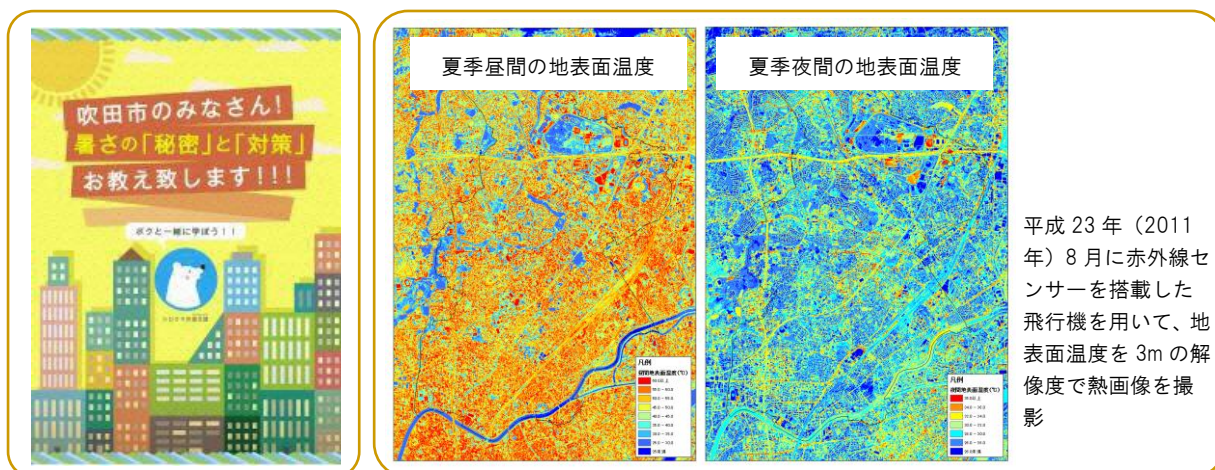 吹田市のみなさん!
暑さの「秘密」と「対策」
お教え致します!!!
ボクと一緒に学ぼう!!
夏季昼間の地表面温度
凡例
夏季夜間の地表面温度
凡例
平成 23 年（2011
年）8 月に赤外線セ
ンサーを搭載した
飛行機を用いて、地
表面温度を 3m の解
像度で熱画像を撮
影